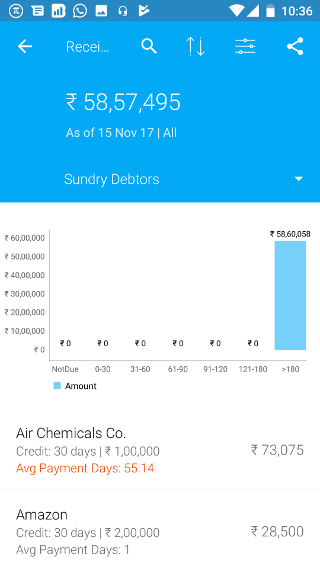 10:36
Recei...
₹ 58,57,495
As of 15 Nov 17 | All
Sundry Debtors
₹ 58,60,058
₹ 60,00,000
₹ 50,00,000
₹ 40,00,000
₹ 30,00,000
₹ 20,00,000
₹ 10,00,000
₹ 0 ₹ 0 ₹ 0 ₹ 0 ₹ 0 ₹ 0
₹ 0
NotDue 0-30 31-60 61-90 91-120 121-180 >180
Amount
Air Chemicals Co.
Credit: 30 days | ₹ 1,00,000 ₹ 73,075
Avg Payment Days: 55.14
Amazon
Credit: 30 days | ₹ 2,00,000 ₹ 28,500
Avg Payment Days: 1